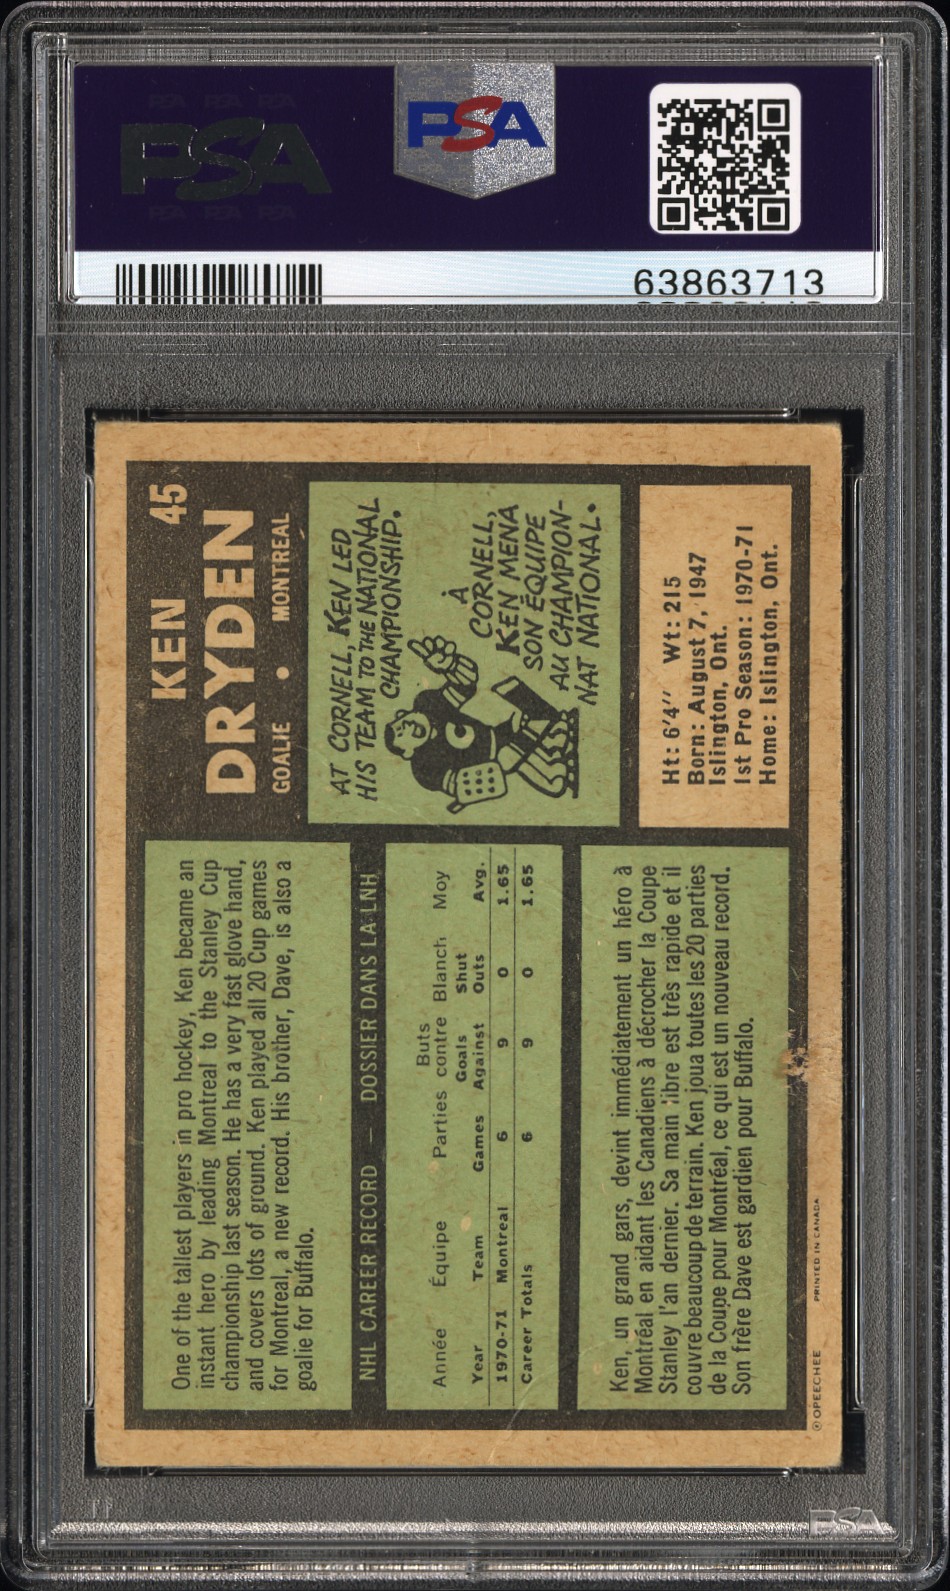 PSA
PSA
63863713
KEN 45
DRYDEN
GOALIE • MONTREAL
One of the tallest players in pro hockey, Ken became an
instant hero by leading Montreal to the Stanley Cup
championship last season. He has a very fast glove hand,
and covers lots of ground. Ken played all 20 Cup games
for Montreal, a new record. His brother, Dave, is also a
goalie for Buffalo.
AT CORNELL, KEN LED
HIS TEAM TO THE NATIONAL
CHAMPIONSHIP.
C
À
CORNELL,
KEN MENA
SON ÉQUIPE
AU CHAMPION-
NAT NATIONAL.
NHL CAREER RECORD — DOSSIER DANS LA LNH
Année Équipe Parties Buts contre Blanch Moy
Year Team Games Goals Against Shut Outs Avg.
1970-71 Montreal 6 9 0 1.65
Career Totals 6 9 0 1.65
Ken, un grand gars, devint immédiatement un héro à
Montréal en aidant les Canadiens à décrocher la Coupe
Stanley l'an dernier. Sa main libre est très rapide et il
couvre beaucoup de terrain. Ken joua toutes les 20 parties
de la Coupe pour Montréal, ce qui est un nouveau record.
Son frère Dave est gardien pour Buffalo.
Ht: 6'4" Wt: 215
Born: August 7, 1947
Islington, Ont.
1st Pro Season: 1970-71
Home: Islington, Ont.
© OPEECHEE PRINTED IN CANADA
PSA